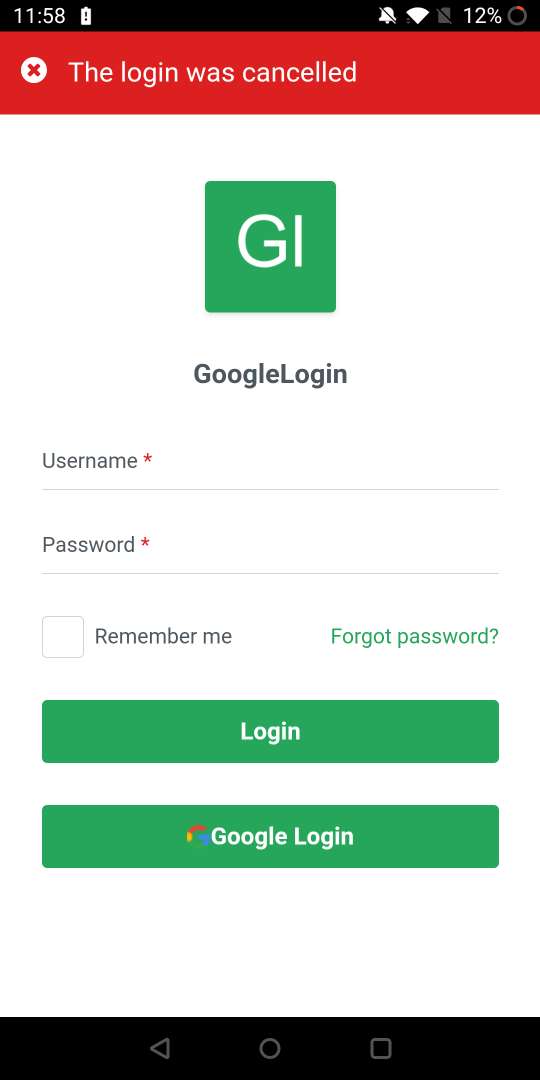 11:58 12%
The login was cancelled
Gl
GoogleLogin
Username *
Password *
Remember me Forgot password?
Login
Google Login